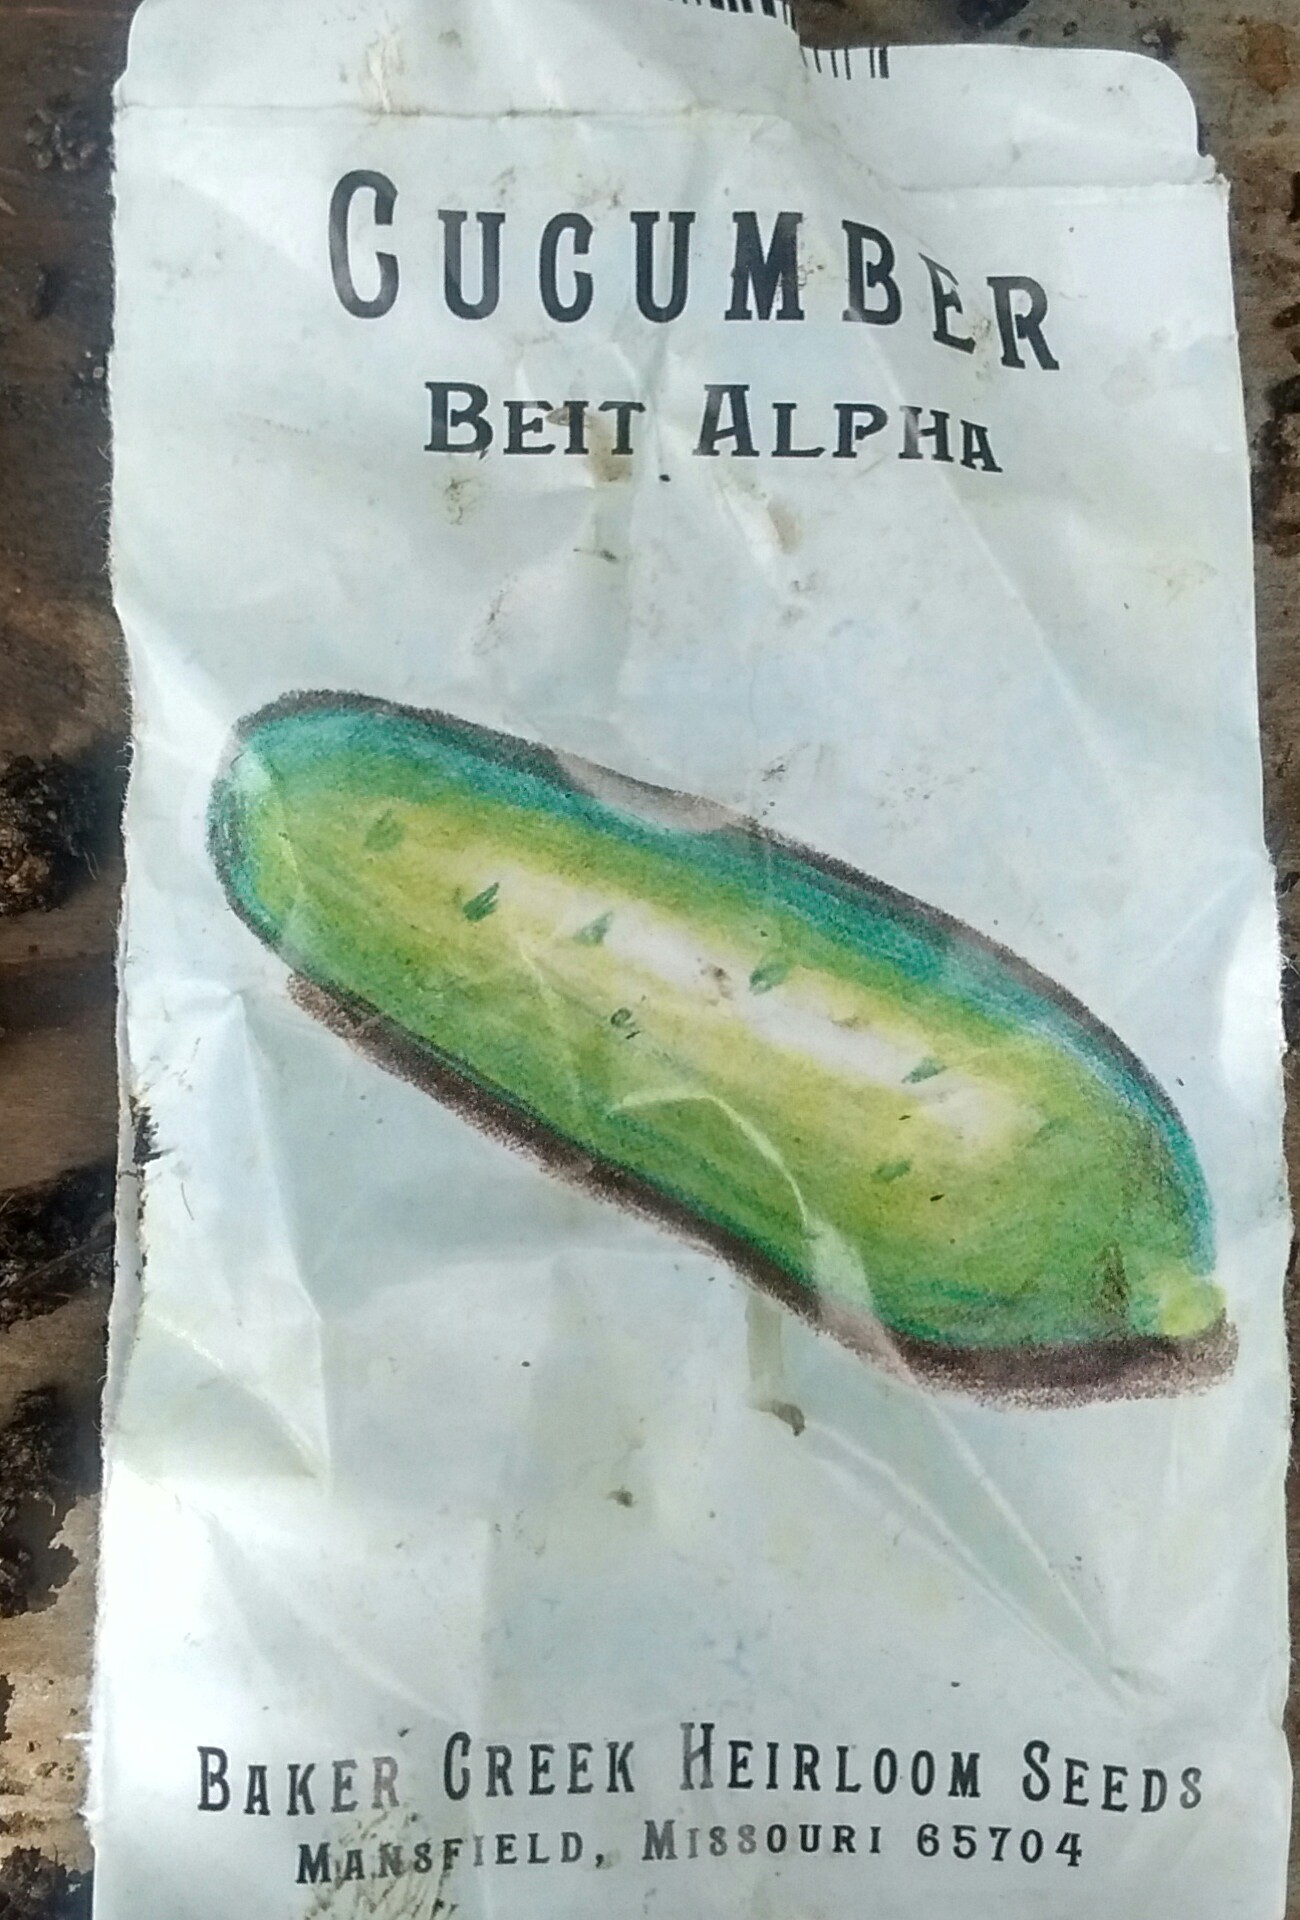 CUCUMBER
BEIT ALPHA
BAKER CREEK HEIRLOOM SEEDS
MANSFIELD, MISSOURI 65704